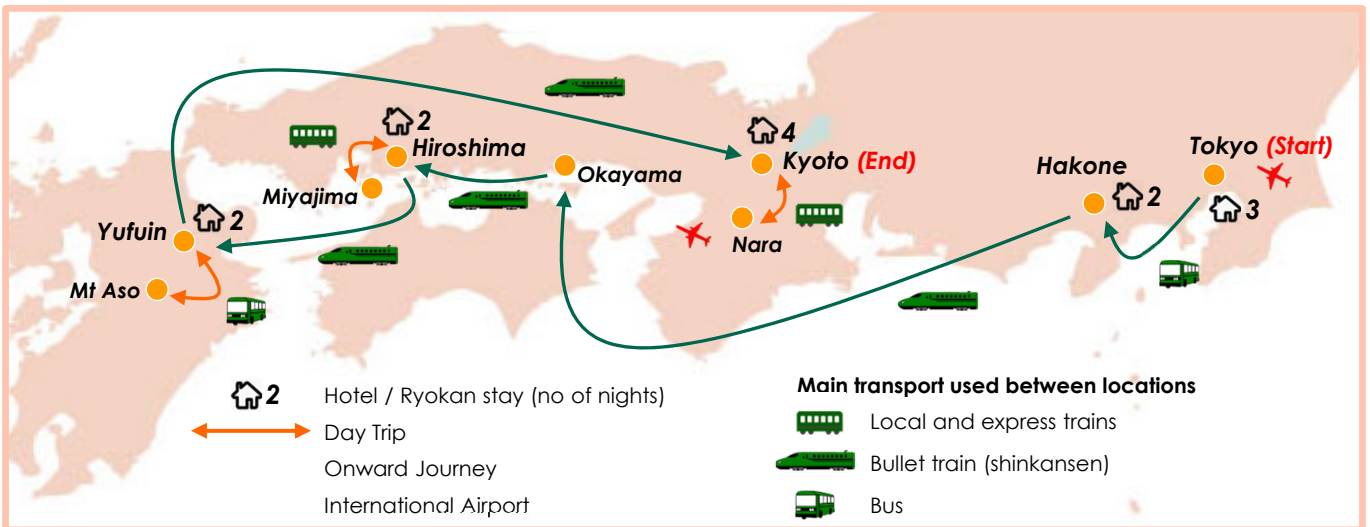 2
Hiroshima
Miyajima
Okayama
4
Kyoto (End)
Nara
Hakone
2
Tokyo (Start)
3
2
Yufuin
Mt Aso
2
Hotel / Ryokan stay (no of nights)
Day Trip
Onward Journey
International Airport
Main transport used between locations
Local and express trains
Bullet train (shinkansen)
Bus